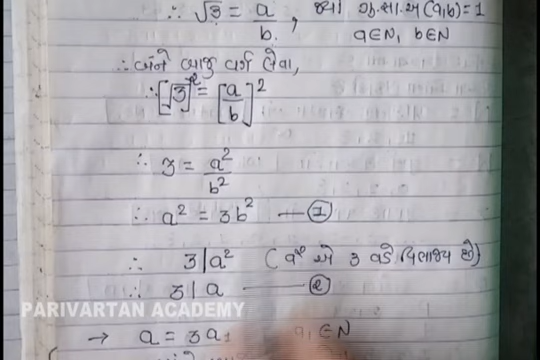 ∴ √3 = a/b, જ્યાં ગુ.સા.અ (a,b) = 1
a∈N, b∈N
∴ બંને બાજુ વર્ગ લેતા,
∴ [√3]² = [a/b]²
∴ 3 = a²/b²
∴ a² = 3b² —①
∴ 3|a² (a² એ 3 વડે વિભાજ્ય છે)
∴ 3|a —②
PARIVARTAN ACADEMY
→ a = 3a₁ a₁∈N